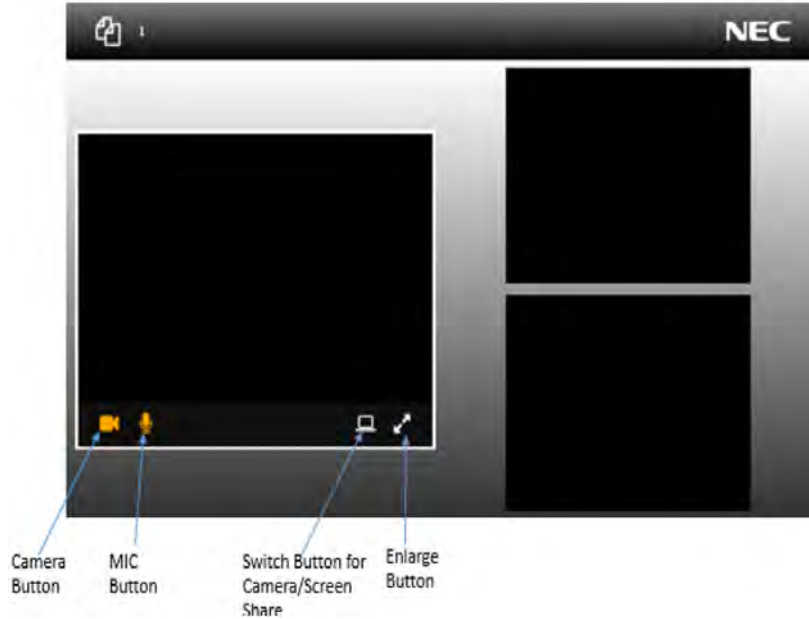 1
NEC
Camera
Button
MIC
Button
Switch Button for
Camera/Screen
Share
Enlarge
Button